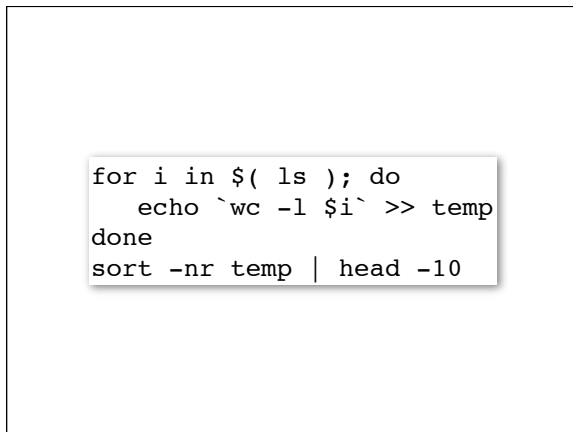 for i in $( ls ); do
   echo `wc -l $i` >> temp
done
sort -nr temp | head -10